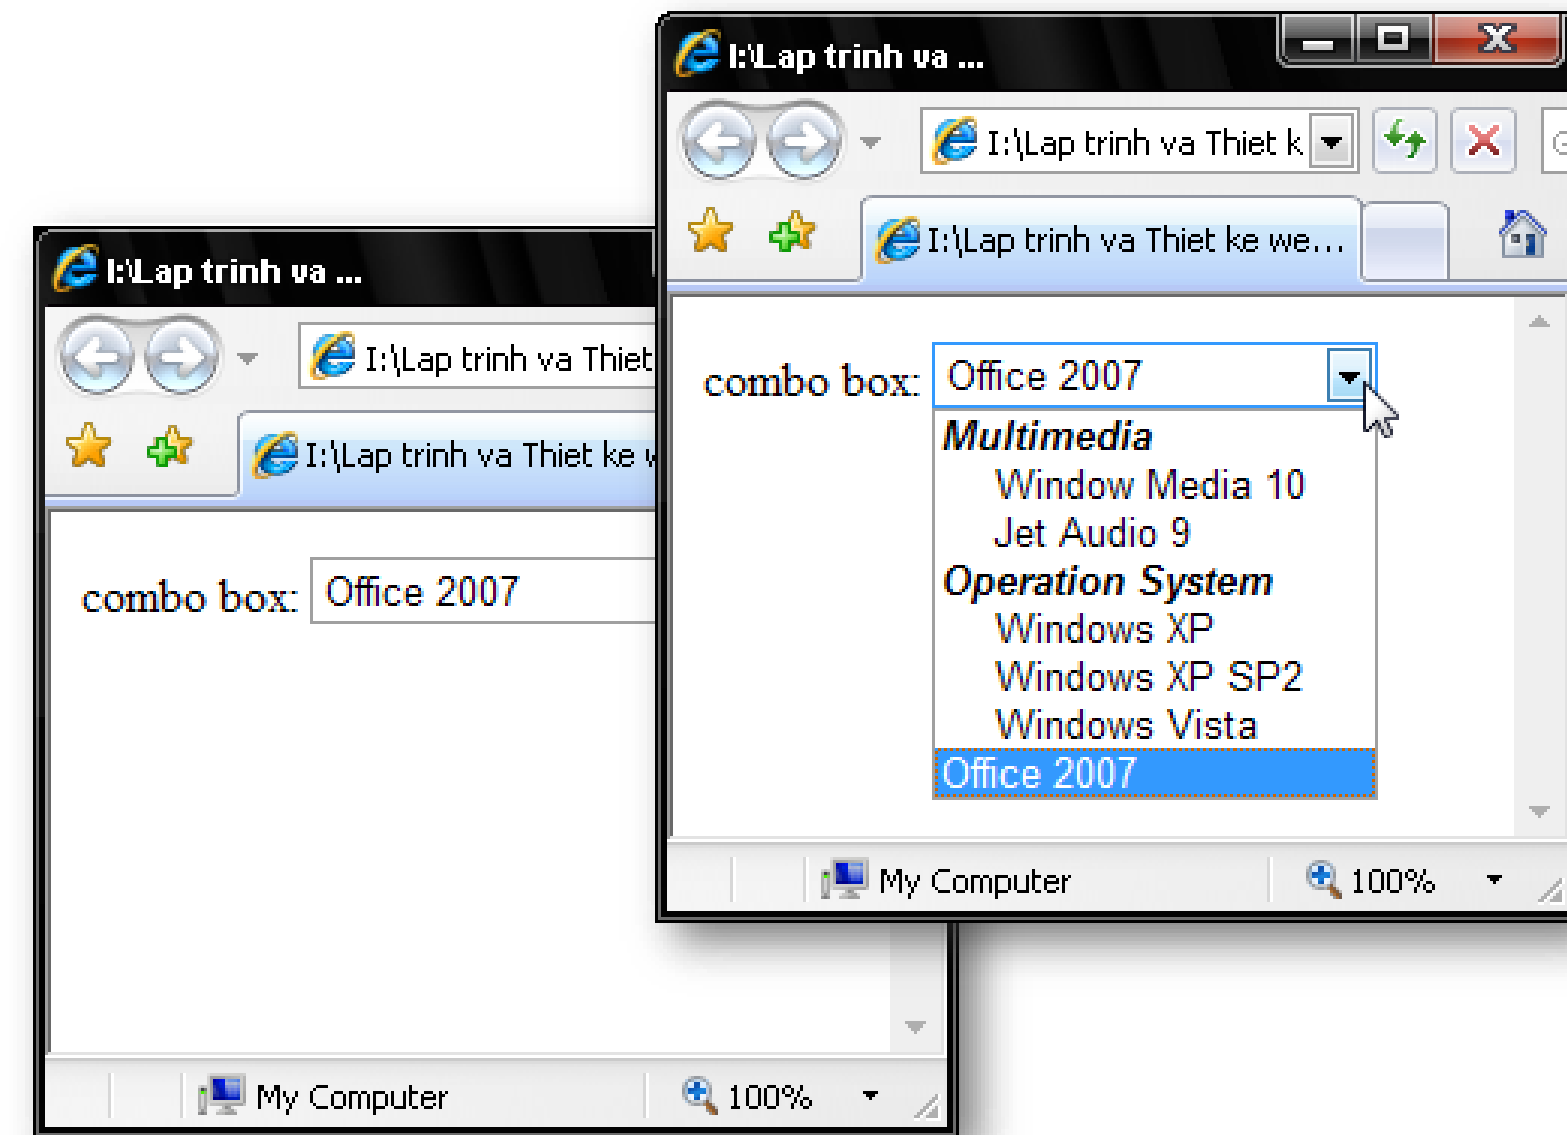 I:\Lap trinh va ...
I:\Lap trinh va Thiet
I:\Lap trinh va Thiet ke
combo box: Office 2007
My Computer 100%
I:\Lap trinh va ...
I:\Lap trinh va Thiet k
I:\Lap trinh va Thiet ke we...
combo box: Office 2007
Multimedia
Window Media 10
Jet Audio 9
Operation System
Windows XP
Windows XP SP2
Windows Vista
Office 2007
My Computer 100%